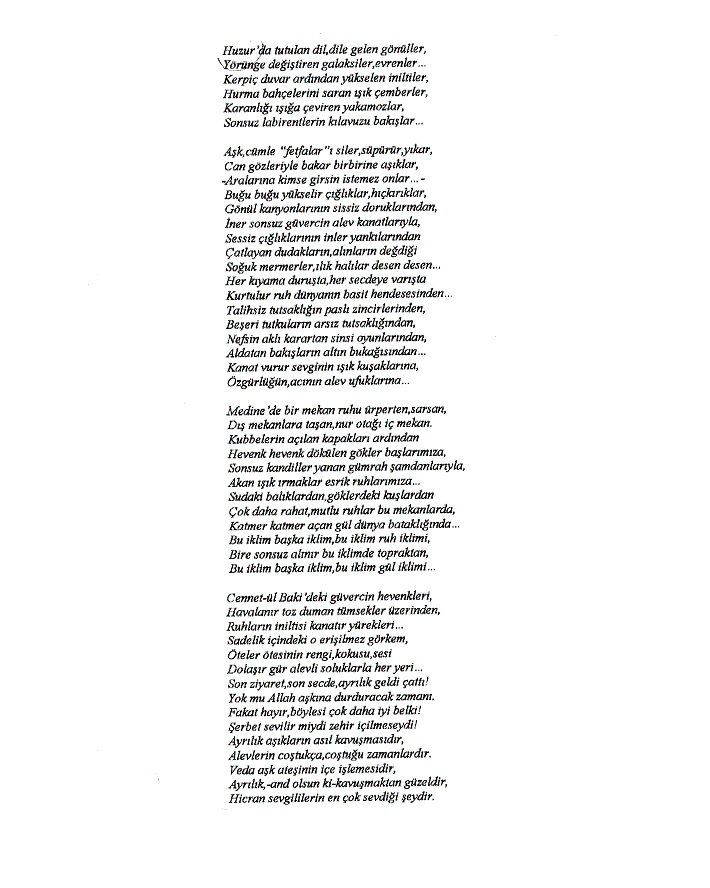 Huzur'da tutulan dil,dile gelen gönüller,
Yörünge değiştiren galaksiler,evrenler...
Kerpiç duvar ardından yükselen iniltiler,
Hurma bahçelerini saran ışık çemberler,
Karanlığı ışığa çeviren yakamozlar,
Sonsuz labirentlerin kılavuzu bakışlar...

Aşk,cümle "fetfalar"ı siler,süpürür,yıkar,
Can gözleriyle bakar birbirine aşıklar,
-Aralarına kimse girsin istemez onlar...-
Buğu buğu yükselir çığlıklar,hıçkırıklar,
Gönül kanyonlarının sissiz doruklarından,
İner sonsuz güvercin alev kanatlarıyla,
Sessiz çığlıklarının inler yankılarından
Çatlayan dudakların,alınların değdiği
Soğuk mermerler,ılık halılar desen desen...
Her kıyama duruşta,her secdeye varışta
Kurtulur ruh dünyanın basit hendesesinden...
Talihsiz tutsaklığın paslı zincirlerinden,
Beşeri tutkuların arsız tutsaklığından,
Nefsin aklı karartan sinsi oyunlarından,
Aldatan bakışların altın bukağısından...
Kanat vurur sevginin ışık kuşaklarına,
Özgürlüğün,acının alev ufuklarına...

Medine'de bir mekan ruhu ürperten,sarsan,
Dış mekanlara taşan,nur otağı iç mekan.
Kubbelerin açılan kapakları ardından
Hevenk hevenk dökülen gökler başlarımıza,
Sonsuz kandiller yanan gümrah şamdanlarıyla,
Akan ışık ırmaklar esrik ruhlarımıza...
Sudaki balıklardan,göklerdeki kuşlardan
Çok daha rahat,mutlu ruhlar bu mekanlarda,
Katmer katmer açan gül dünya bataklığında...
Bu iklim başka iklim,bu iklim ruh iklimi,
Bire sonsuz alınır bu iklimde topraktan,
Bu iklim başka iklim,bu iklim gül iklimi...

Cennet-ül Baki'deki güvercin hevenkleri,
Havalanır toz duman tümsekler üzerinden,
Ruhların iniltisi kanatır yürekleri...
Sadelik içindeki o erişilmez görkem,
Öteler ötesinin rengi,kokusu,sesi
Dolaşır gür alevli soluklarla her yeri...
Son ziyaret,son secde,ayrılık geldi çattı!
Yok mu Allah aşkına durduracak zamanı.
Fakat hayır,böylesi çok daha iyi belki!
Şerbet sevilir miydi zehir içilmeseydi!
Ayrılık aşıkların asıl kavuşmasıdır,
Alevlerin coştukça,coştuğu zamanlardır.
Veda aşk ateşinin içe işlemesidir,
Ayrılık,-and olsun ki-kavuşmaktan güzeldir,
Hicran sevgililerin en çok sevdiği şeydir.